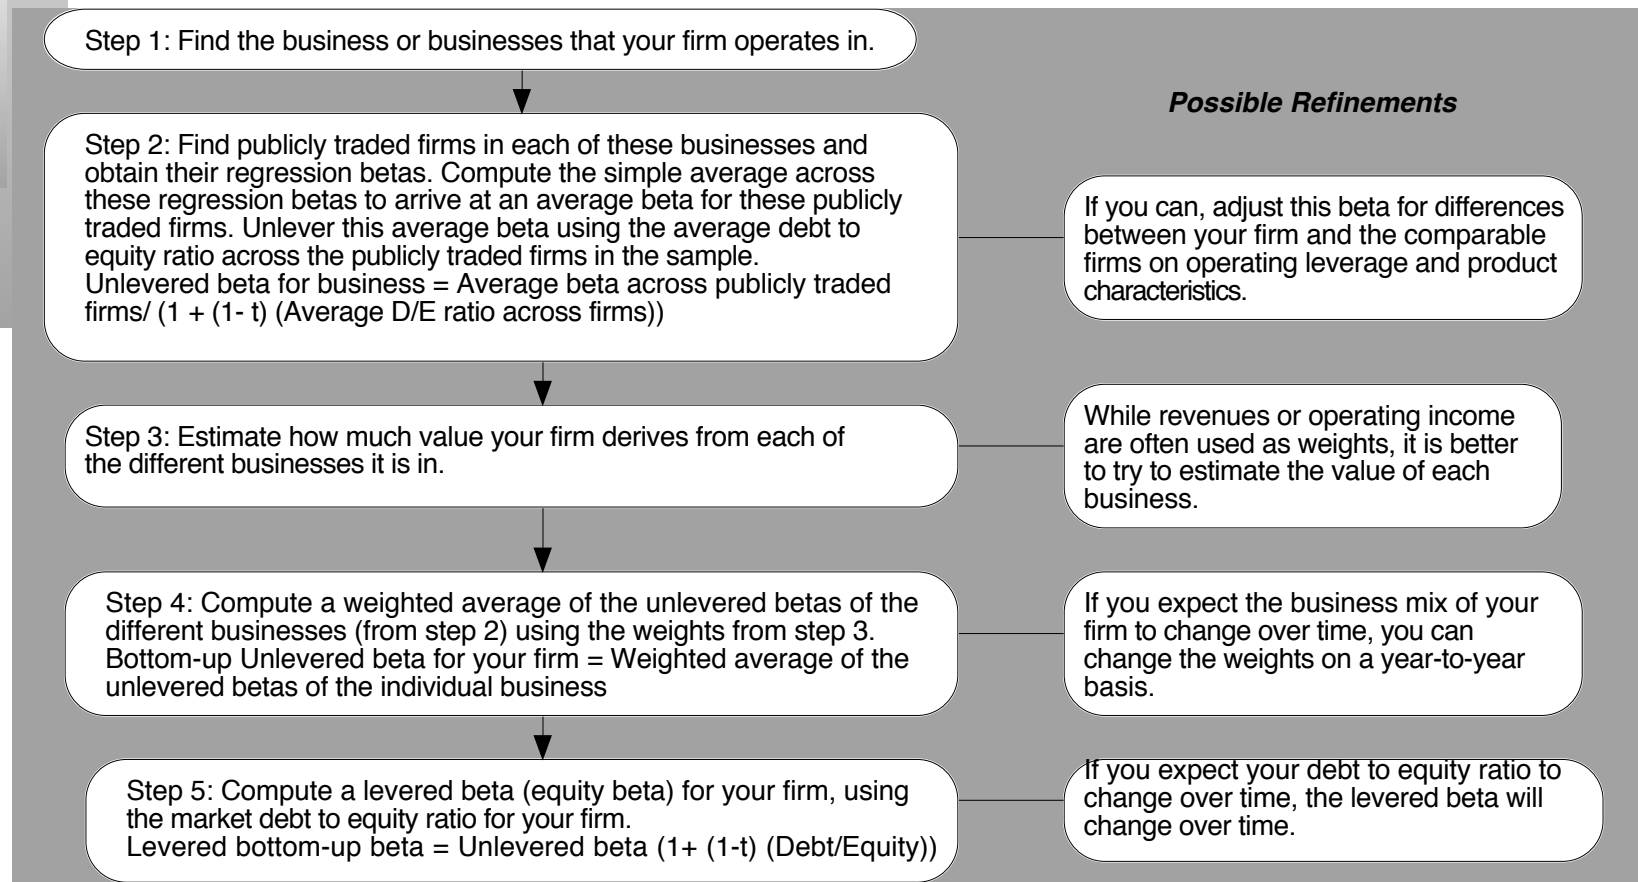 Step 1: Find the business or businesses that your firm operates in.
Possible Refinements
Step 2: Find publicly traded firms in each of these businesses and
obtain their regression betas. Compute the simple average across
these regression betas to arrive at an average beta for these publicly
traded firms. Unlever this average beta using the average debt to
equity ratio across the publicly traded firms in the sample.
Unlevered beta for business = Average beta across publicly traded
firms/ (1 + (1- t) (Average D/E ratio across firms))
If you can, adjust this beta for differences
between your firm and the comparable
firms on operating leverage and product
characteristics.
Step 3: Estimate how much value your firm derives from each of
the different businesses it is in.
While revenues or operating income
are often used as weights, it is better
to try to estimate the value of each
business.
Step 4: Compute a weighted average of the unlevered betas of the
different businesses (from step 2) using the weights from step 3.
Bottom-up Unlevered beta for your firm = Weighted average of the
unlevered betas of the individual business
If you expect the business mix of your
firm to change over time, you can
change the weights on a year-to-year
basis.
Step 5: Compute a levered beta (equity beta) for your firm, using
the market debt to equity ratio for your firm.
Levered bottom-up beta = Unlevered beta (1+ (1-t) (Debt/Equity))
If you expect your debt to equity ratio to
change over time, the levered beta will
change over time.